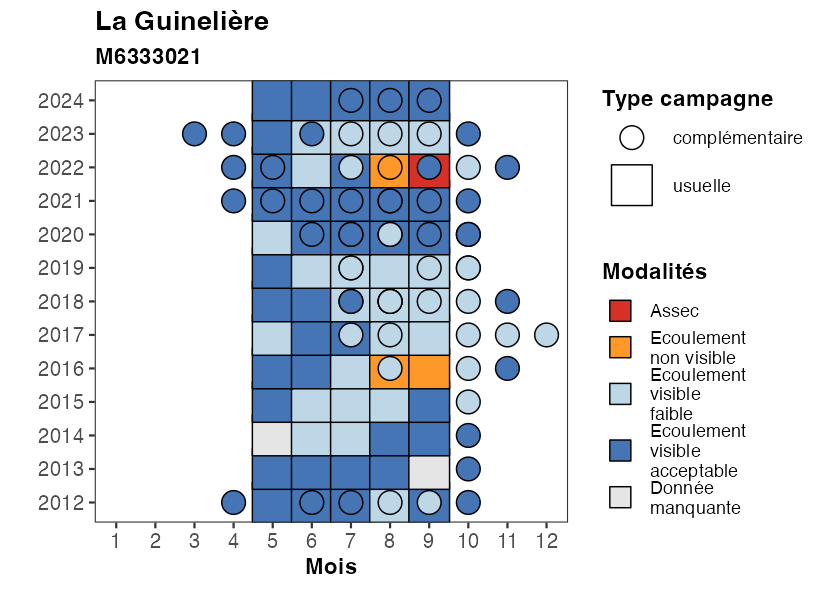 La Guinelière
M6333021
2024
2023
2022
2021
2020
2019
2018
2017
2016
2015
2014
2013
2012
1 2 3 4 5 6 7 8 9 10 11 12
Mois
Type campagne
complémentaire
usuelle
Modalités
Assec
Ecoulement
non visible
Ecoulement
visible
faible
Ecoulement
visible
acceptable
Donnée
manquante